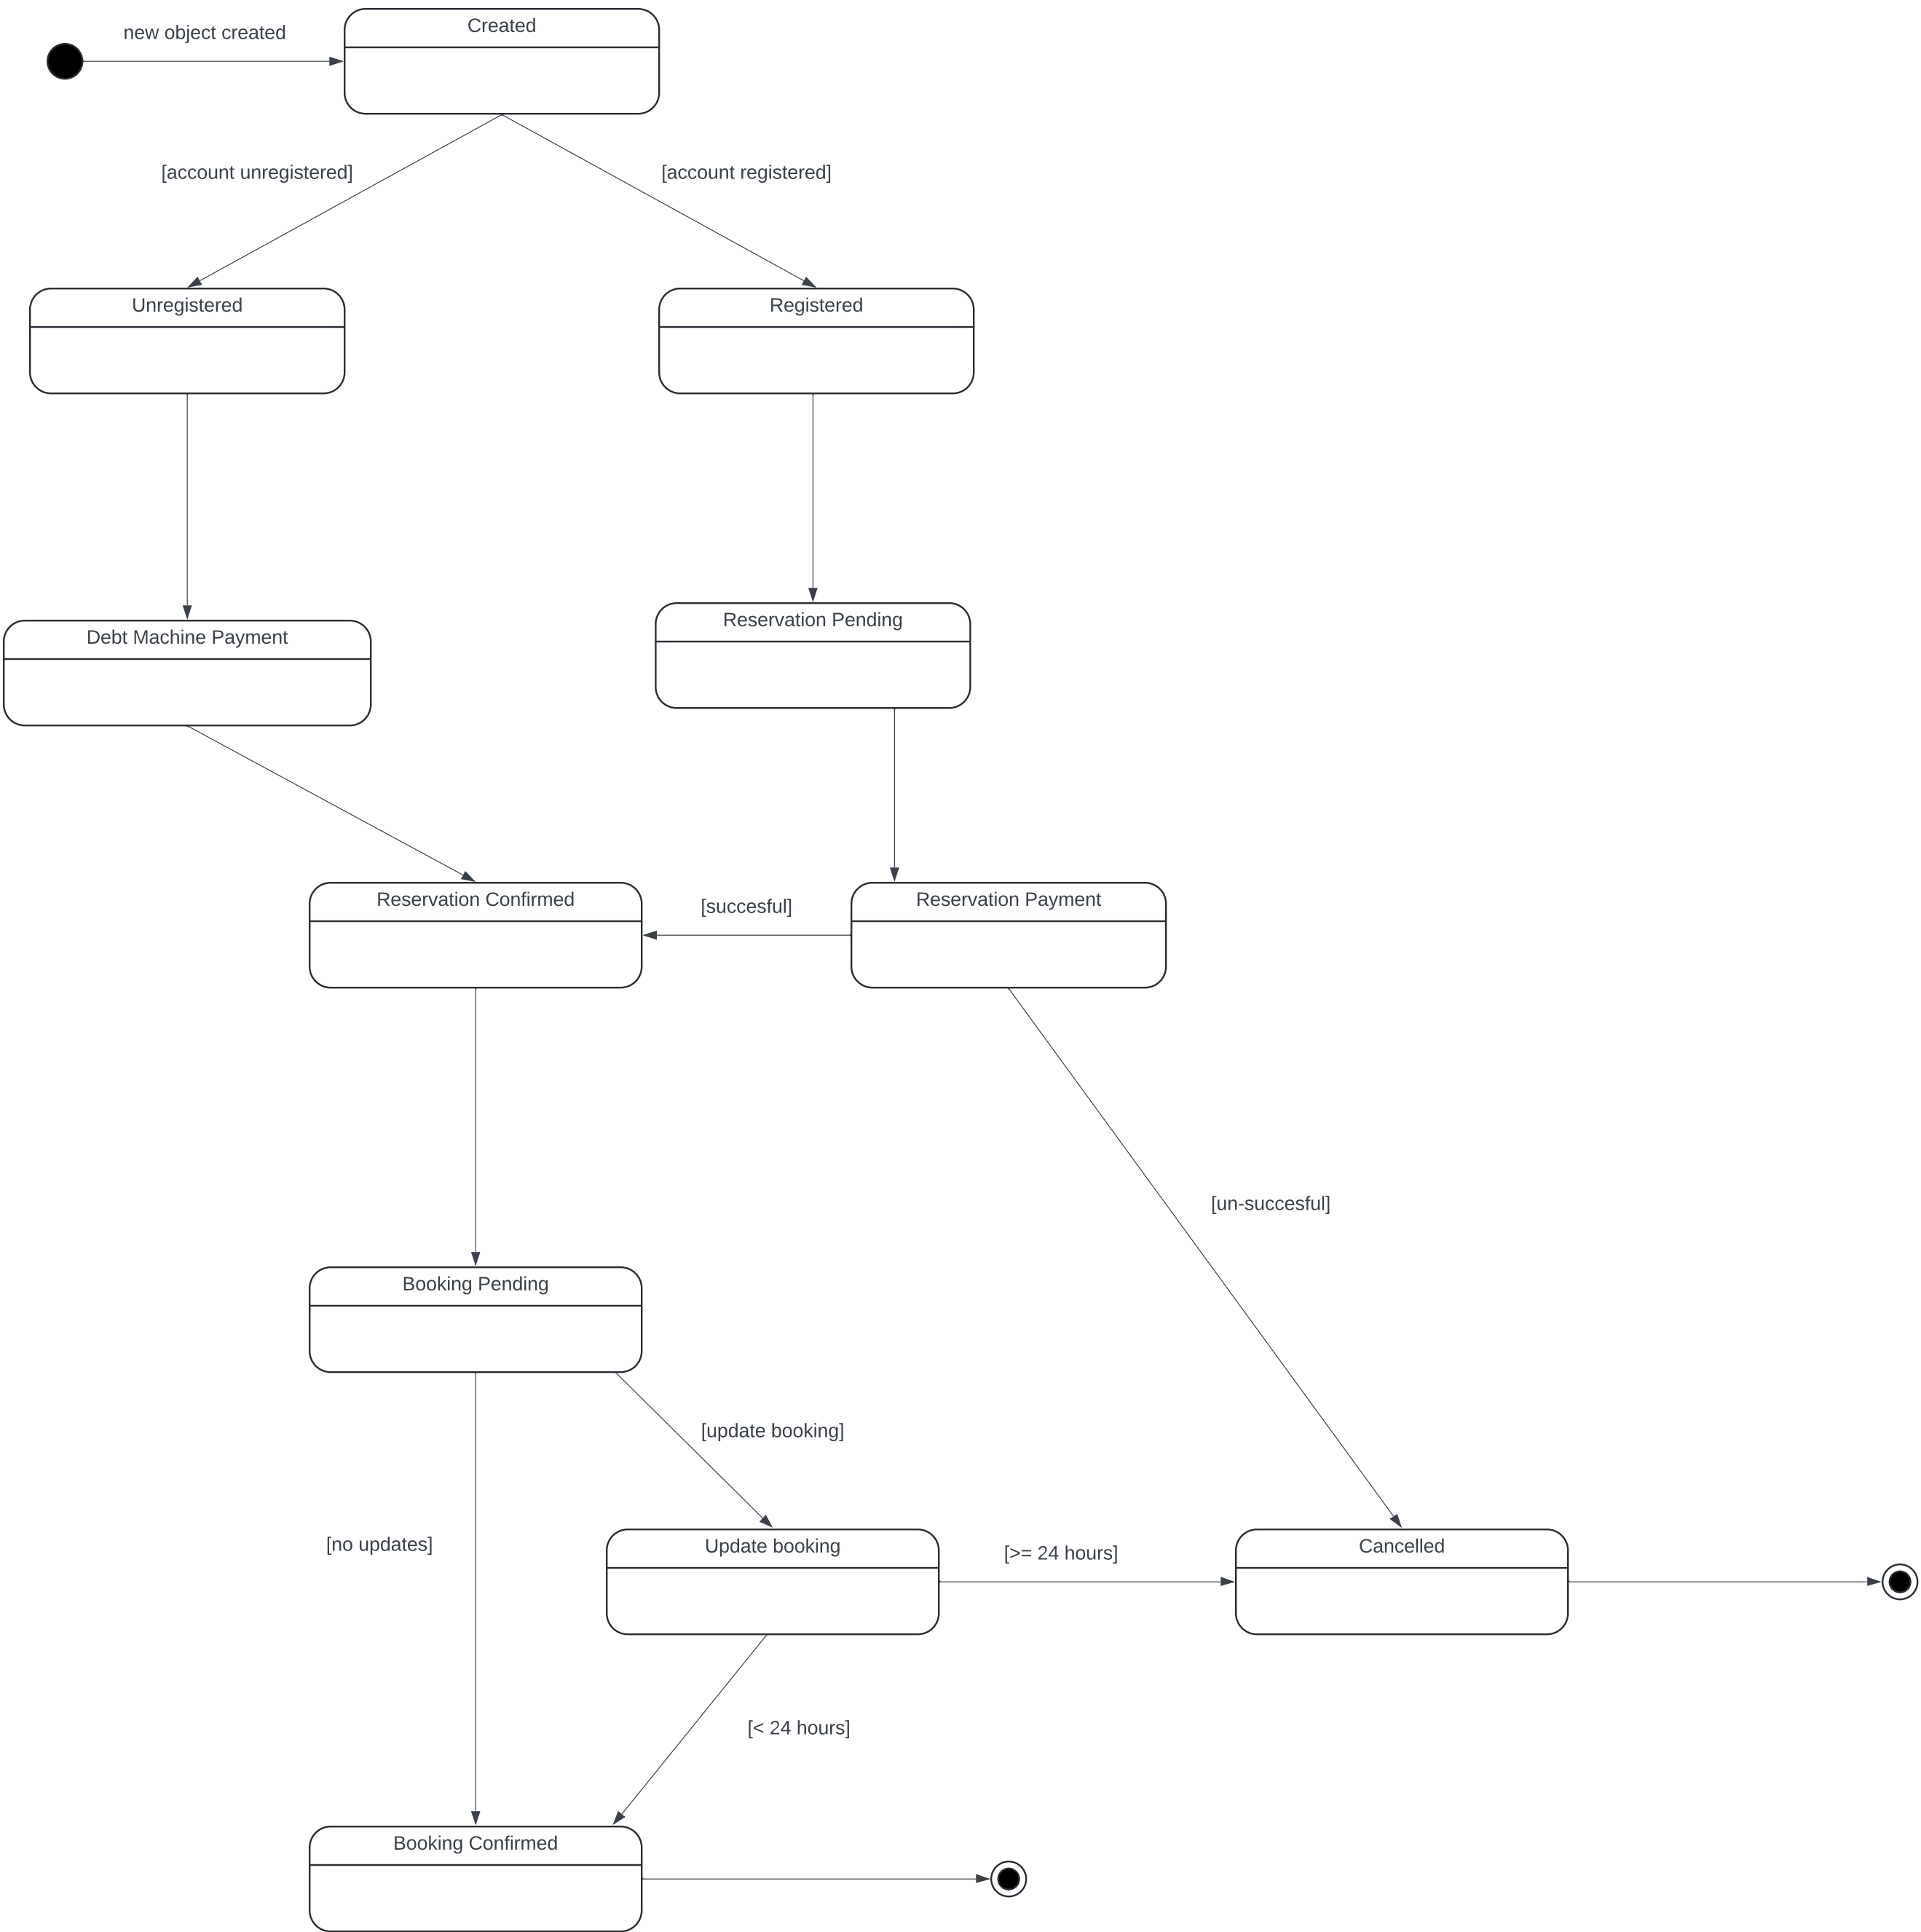 new object created
Created
[account unregistered]
[account registered]
Unregistered
Registered
Debt Machine Payment
Reservation Pending
Reservation Confirmed
[succesful]
Reservation Payment
[un-succesful]
Booking Pending
[update booking]
[no updates]
Update booking
[>= 24 hours]
Cancelled
[< 24 hours]
Booking Confirmed